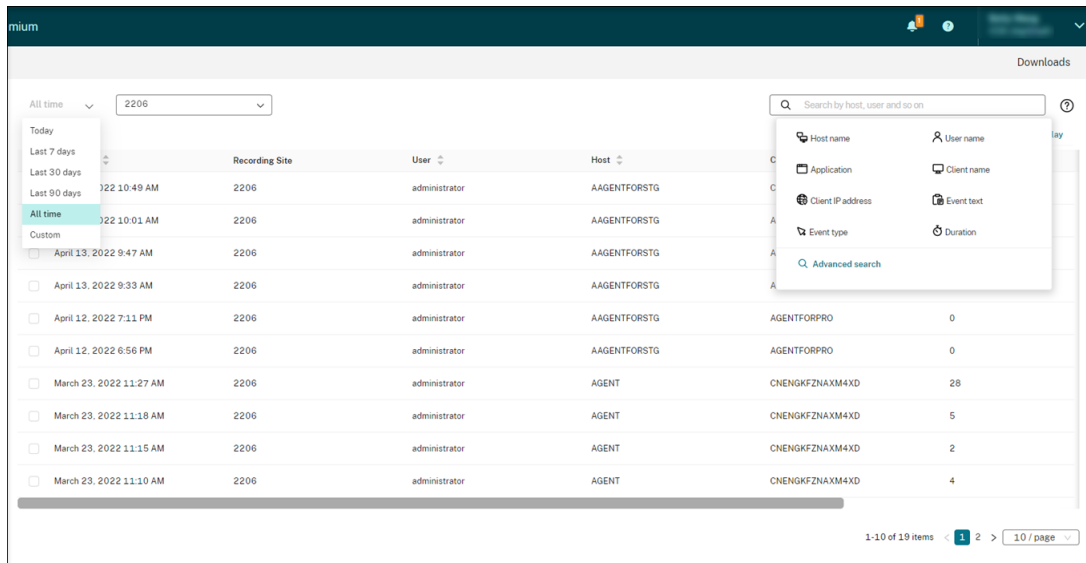 mium
!
?
Downloads
All time
2206
Search by host, user and so on
?
Today
Last 7 days
Last 30 days
Last 90 days
All time
Custom
Host name
User name
Application
Client name
Client IP address
Event text
Event type
Duration
Advanced search
lay
Recording Site User Host C
022 10:49 AM 2206 administrator AAGENTFORSTG C
022 10:01 AM 2206 administrator AAGENTFORSTG A
April 13, 2022 9:47 AM 2206 administrator AAGENTFORSTG A
April 13, 2022 9:33 AM 2206 administrator AAGENTFORSTG A
April 12, 2022 7:11 PM 2206 administrator AAGENTFORSTG AGENTFORPRO 0
April 12, 2022 6:56 PM 2206 administrator AAGENTFORSTG AGENTFORPRO 0
March 23, 2022 11:27 AM 2206 administrator AGENT CNENGKFZNAXM4XD 28
March 23, 2022 11:18 AM 2206 administrator AGENT CNENGKFZNAXM4XD 5
March 23, 2022 11:15 AM 2206 administrator AGENT CNENGKFZNAXM4XD 2
March 23, 2022 11:10 AM 2206 administrator AGENT CNENGKFZNAXM4XD 4
1-10 of 19 items < 1 2 > 10 / page